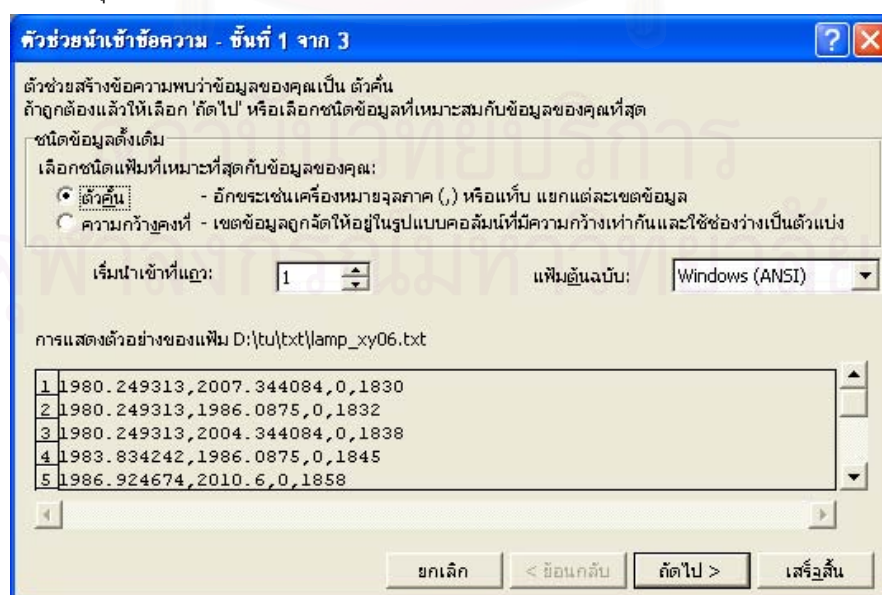 ตัวช่วยนำเข้าข้อความ - ขั้นที่ 1 จาก 3
ตัวช่วยสร้างข้อความพบว่าข้อมูลของคุณเป็น ตัวคั่น
ถ้าถูกต้องแล้วให้เลือก 'ถัดไป' หรือเลือกชนิดข้อมูลที่เหมาะสมกับข้อมูลของคุณที่สุด
ชนิดข้อมูลดั้งเดิม
เลือกชนิดแฟ้มที่เหมาะที่สุดกับข้อมูลของคุณ:
ตัวคั่น - อักขระเช่นเครื่องหมายจุลภาค (,) หรือแท็บ แยกแต่ละเขตข้อมูล
ความกว้างคงที่ - เขตข้อมูลถูกจัดให้อยู่ในรูปแบบคอลัมน์ที่มีความกว้างเท่ากันและใช้ช่องว่างเป็นตัวแบ่ง
เริ่มนำเข้าที่แถว: 1 แฟ้มต้นฉบับ: Windows (ANSI)
การแสดงตัวอย่างของแฟ้ม D:\tu\txt\lamp_xy06.txt
1 1980.249313,2007.344084,0,1830
2 1980.249313,1986.0875,0,1832
3 1980.249313,2004.344084,0,1838
4 1983.834242,1986.0875,0,1845
5 1986.924674,2010.6,0,1858
ยกเลิก < ย้อนกลับ ถัดไป > เสร็จสิ้น